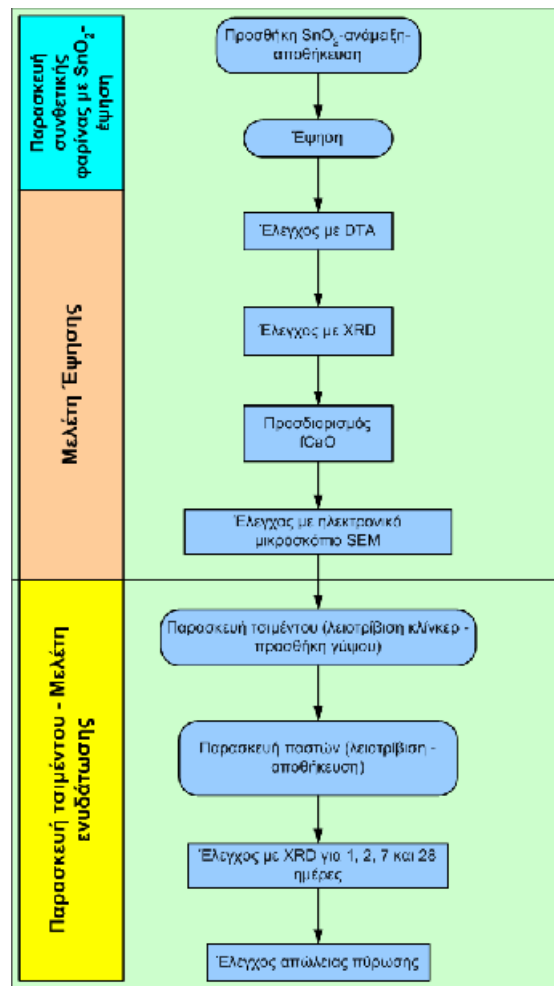 Παρασκευή
συνθετικής
φαρίνας με SnO₂-
έψηση
Προσθήκη SnO₂-ανάμειξη-
αποθήκευση
Έψηση
Μελέτη Έψησης
Έλεγχος με DTA
Έλεγχος με XRD
Προσδιορισμός
fCaO
Έλεγχος με ηλεκτρονικό
μικροσκόπιο SEM
Παρασκευή τσιμέντου - Μελέτη
ενυδάτωσης
Παρασκευή τσιμέντου (λειοτρίβιση κλίνκερ -
προσθήκη γύψου)
Παρασκευή παστών (λειοτρίβιση -
αποθήκευση)
Έλεγχος με XRD για 1, 2, 7 και 28
ημέρες
Έλεγχος απώλειας πύρωσης